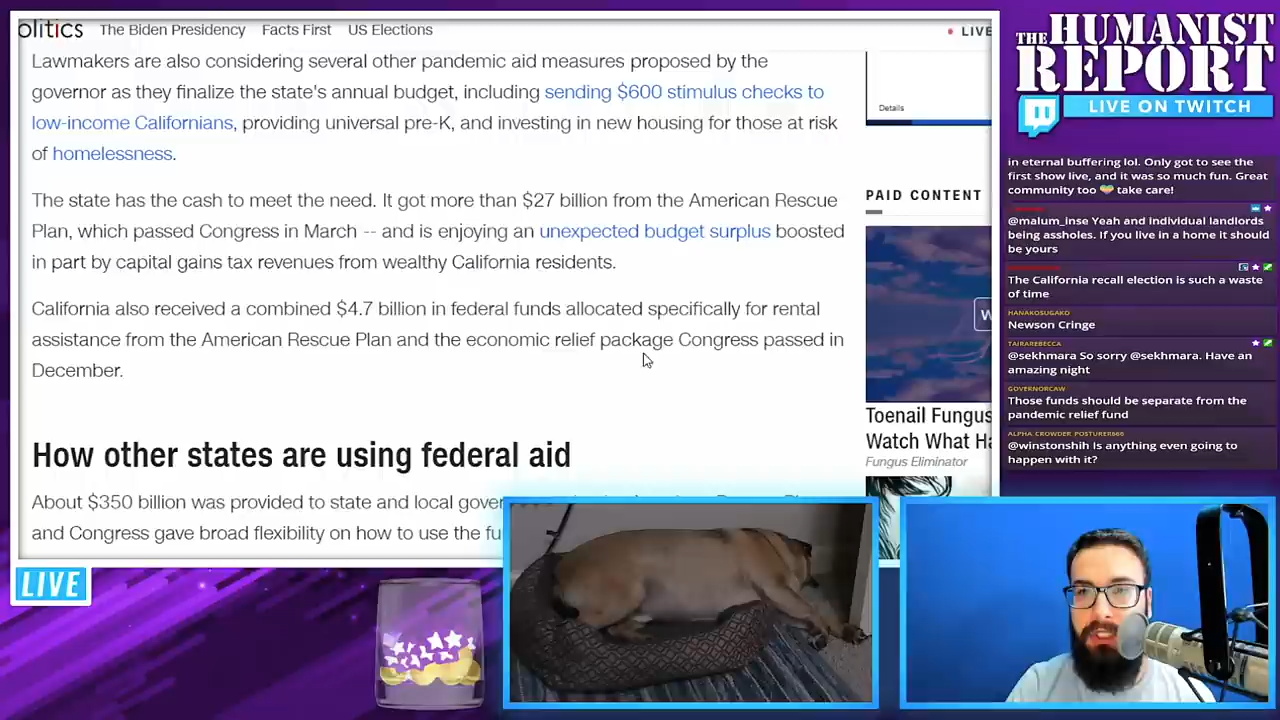 olitics The Biden Presidency Facts First US Elections
LIVE
Lawmakers are also considering several other pandemic aid measures proposed by the
governor as they finalize the state's annual budget, including sending $600 stimulus checks to
low-income Californians, providing universal pre-K, and investing in new housing for those at risk
of homelessness.
The state has the cash to meet the need. It got more than $27 billion from the American Rescue
Plan, which passed Congress in March -- and is enjoying an unexpected budget surplus boosted
in part by capital gains tax revenues from wealthy California residents.
California also received a combined $4.7 billion in federal funds allocated specifically for rental
assistance from the American Rescue Plan and the economic relief package Congress passed in
December.
How other states are using federal aid
About $350 billion was provided to state and local gover
and Congress gave broad flexibility on how to use the fu
Details
PAID CONTENT
W
Toenail Fungus
Watch What Ha
Fungus Eliminator
THE HUMANIST
REPORT
LIVE ON TWITCH
in eternal buffering lol. Only got to see the
first show live, and it was so much fun. Great
community too take care!
@malum_inse Yeah and individual landlords
being assholes. If you live in a home it should
be yours
The California recall election is such a waste
of time
HANAKOSUGAKO
Newson Cringe
TAIRAREBECCA
@sekhmara So sorry @sekhmara. Have an
amazing night
GOVERNORCAW
Those funds should be separate from the
pandemic relief fund
ALPHA_CROWDER_POSTURER666
@winstonshih Is anything even going to
happen with it?
LIVE